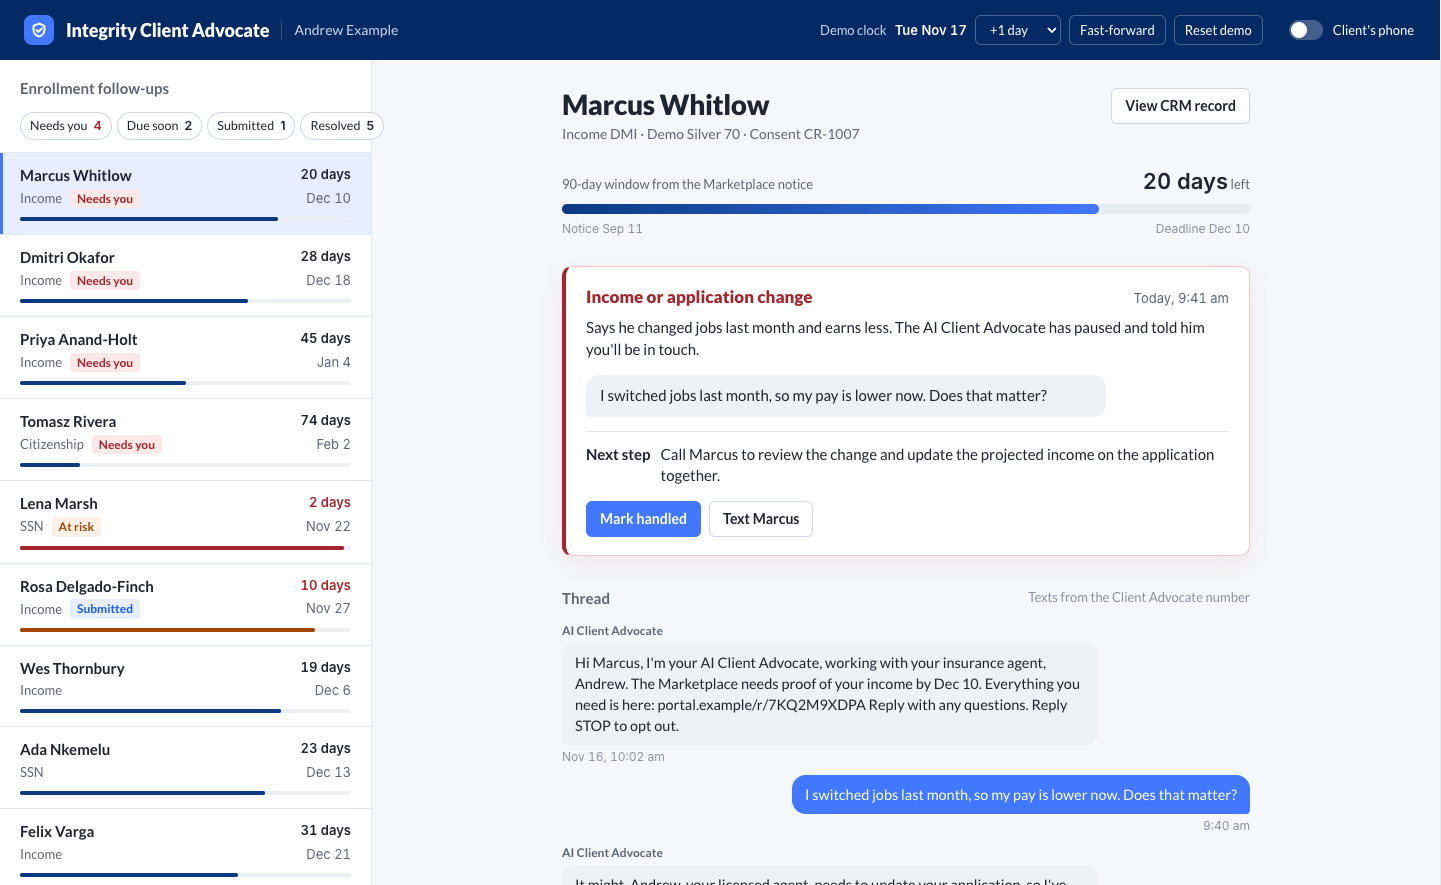 Integrity Client Advocate
Andrew Example
Demo clock Tue Nov 17
+1 day
Fast-forward
Reset demo
Client's phone
Enrollment follow-ups
Needs you 4
Due soon 2
Submitted 1
Resolved 5
Marcus Whitlow 20 days
Income Needs you Dec 10
Dmitri Okafor 28 days
Income Needs you Dec 18
Priya Anand-Holt 45 days
Income Needs you Jan 4
Tomasz Rivera 74 days
Citizenship Needs you Feb 2
Lena Marsh 2 days
SSN At risk Nov 22
Rosa Delgado-Finch 10 days
Income Submitted Nov 27
Wes Thornbury 19 days
Income Dec 6
Ada Nkemelu 23 days
SSN Dec 13
Felix Varga 31 days
Income Dec 21
Marcus Whitlow
View CRM record
Income DMI · Demo Silver 70 · Consent CR-1007
90-day window from the Marketplace notice 20 days left
Notice Sep 11 Deadline Dec 10
Income or application change Today, 9:41 am
Says he changed jobs last month and earns less. The AI Client Advocate has paused and told him
you'll be in touch.
I switched jobs last month, so my pay is lower now. Does that matter?
Next step Call Marcus to review the change and update the projected income on the application
together.
Mark handled
Text Marcus
Thread Texts from the Client Advocate number
AI Client Advocate
Hi Marcus, I'm your AI Client Advocate, working with your insurance agent,
Andrew. The Marketplace needs proof of your income by Dec 10. Everything you
need is here: portal.example/r/7KQ2M9XDPA Reply with any questions. Reply
STOP to opt out.
Nov 16, 10:02 am
I switched jobs last month, so my pay is lower now. Does that matter?
9:40 am
AI Client Advocate
It might. Andrew, your licensed agent, needs to update your application, so I've